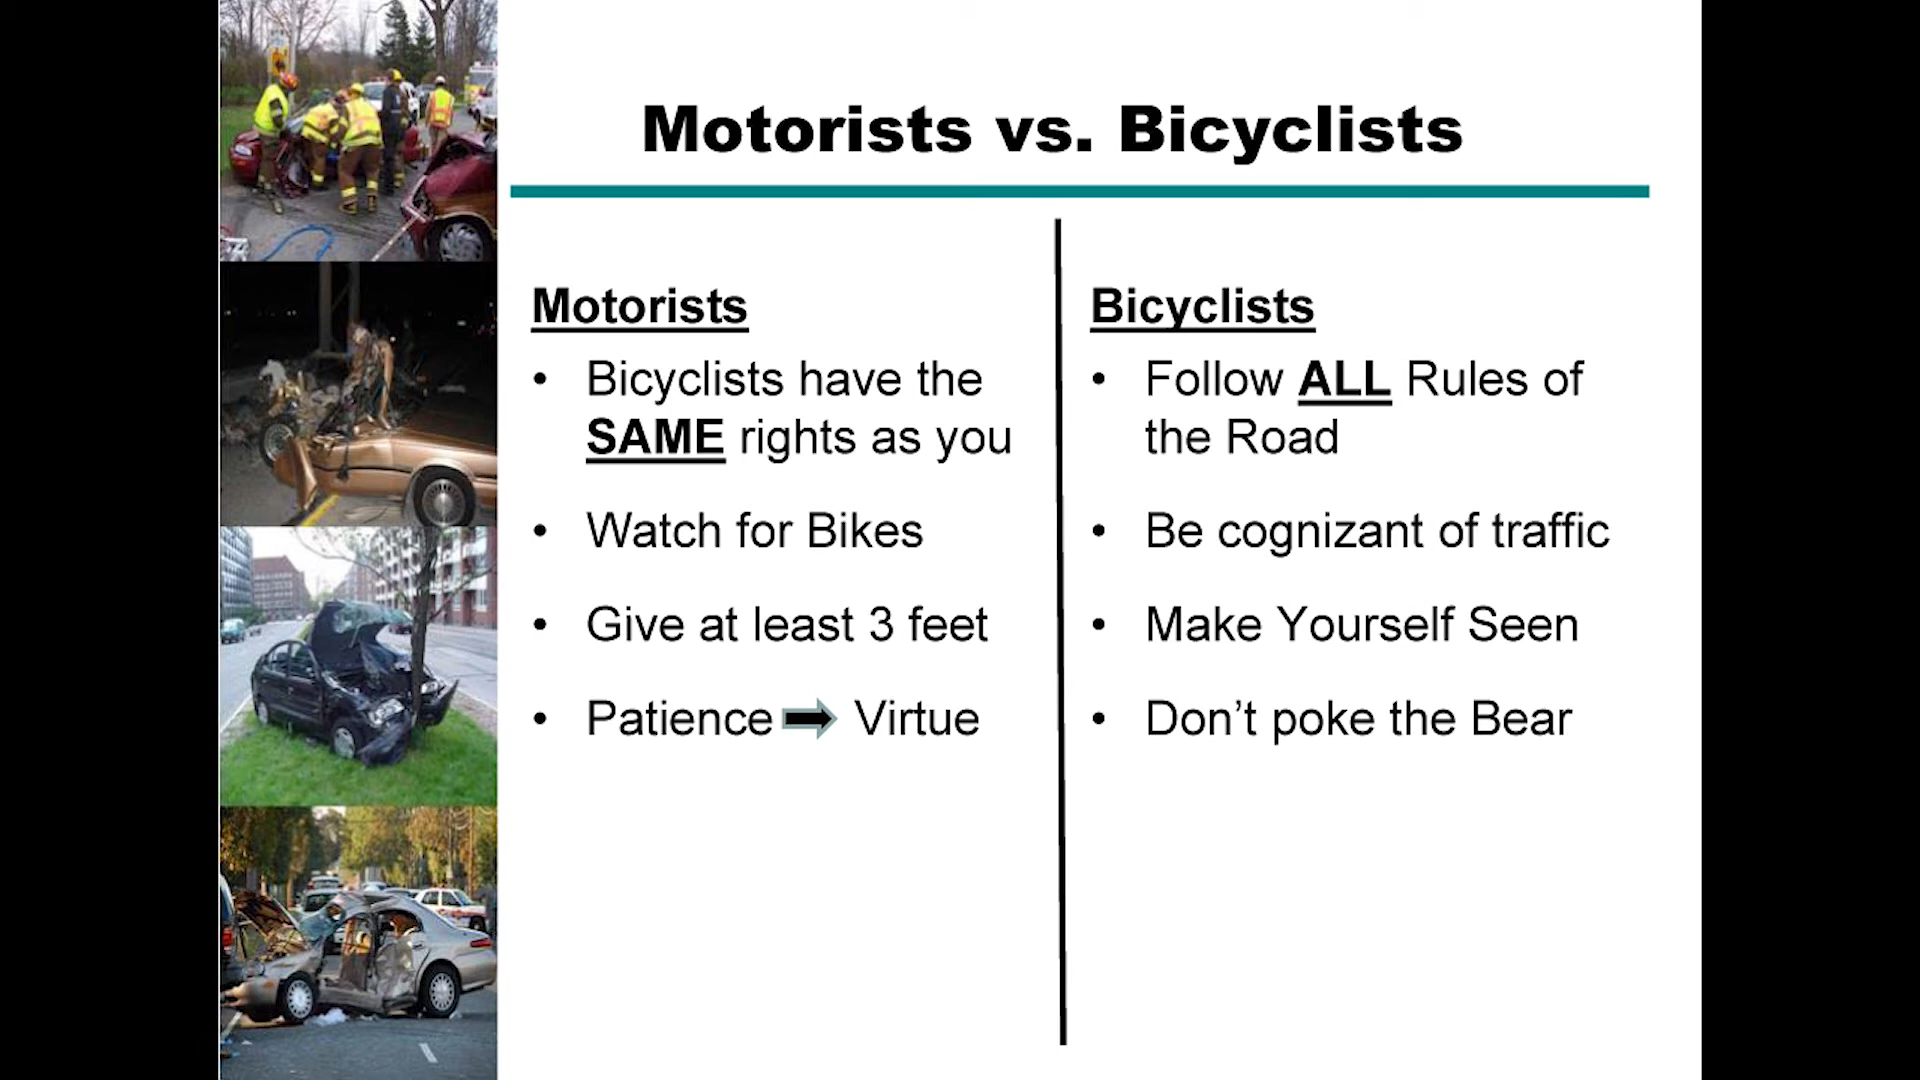 Motorists vs. Bicyclists
Motorists
• Bicyclists have the
SAME rights as you
• Watch for Bikes
• Give at least 3 feet
• Patience ➡ Virtue
Bicyclists
• Follow ALL Rules of
the Road
• Be cognizant of traffic
• Make Yourself Seen
• Don’t poke the Bear